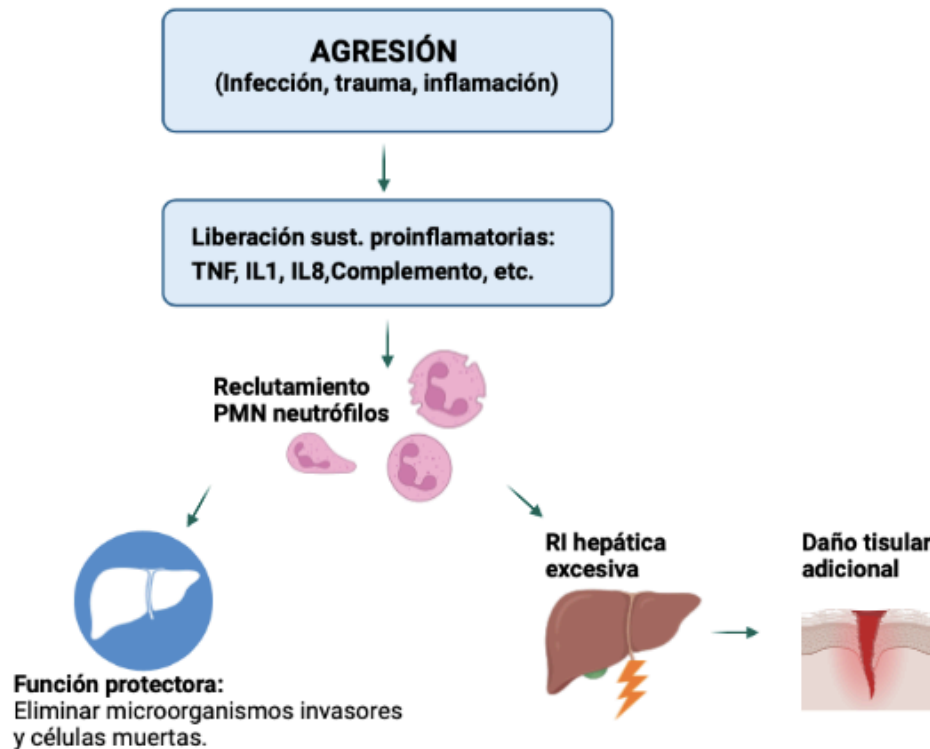 AGRESIÓN
(Infección, trauma, inflamación)
Liberación sust. proinflamatorias:
TNF, IL1, IL8,Complemento, etc.
Reclutamiento
PMN neutrófilos
RI hepática
excesiva
Daño tisular
adicional
Función protectora:
Eliminar microorganismos invasores
y células muertas.